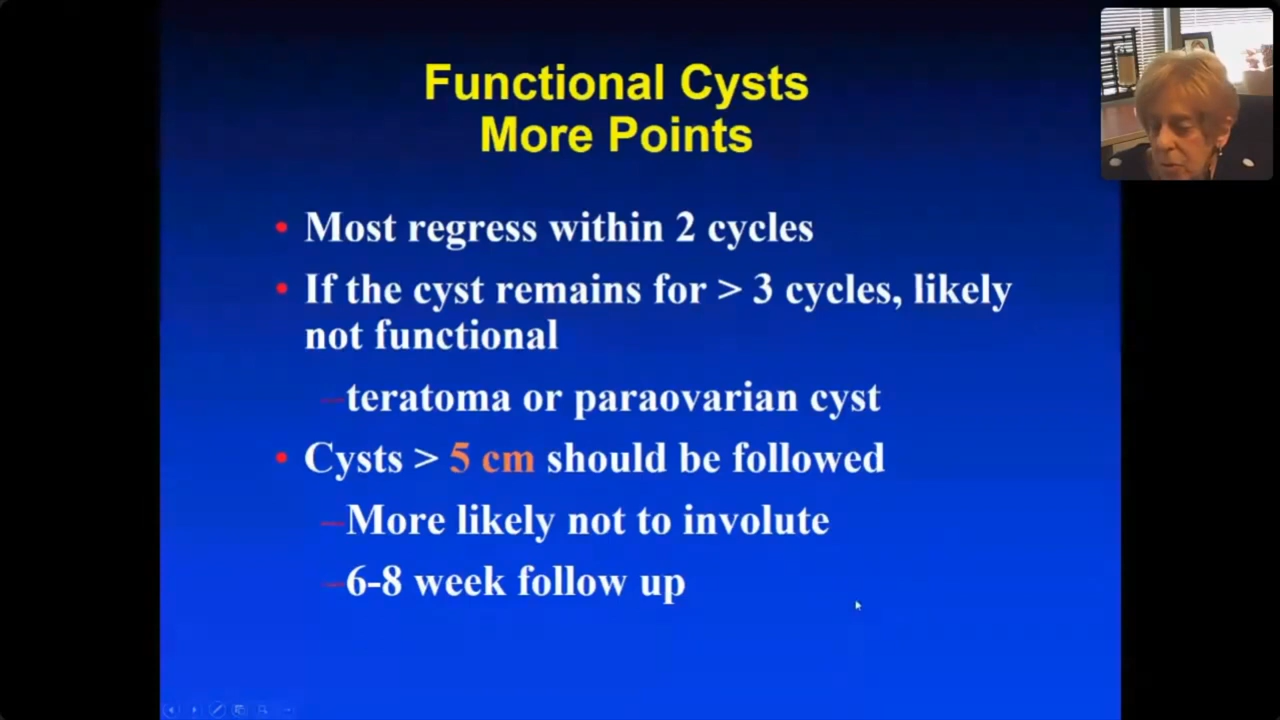 Functional Cysts
More Points
• Most regress within 2 cycles
• If the cyst remains for > 3 cycles, likely
not functional
–teratoma or paraovarian cyst
• Cysts > 5 cm should be followed
–More likely not to involute
–6-8 week follow up